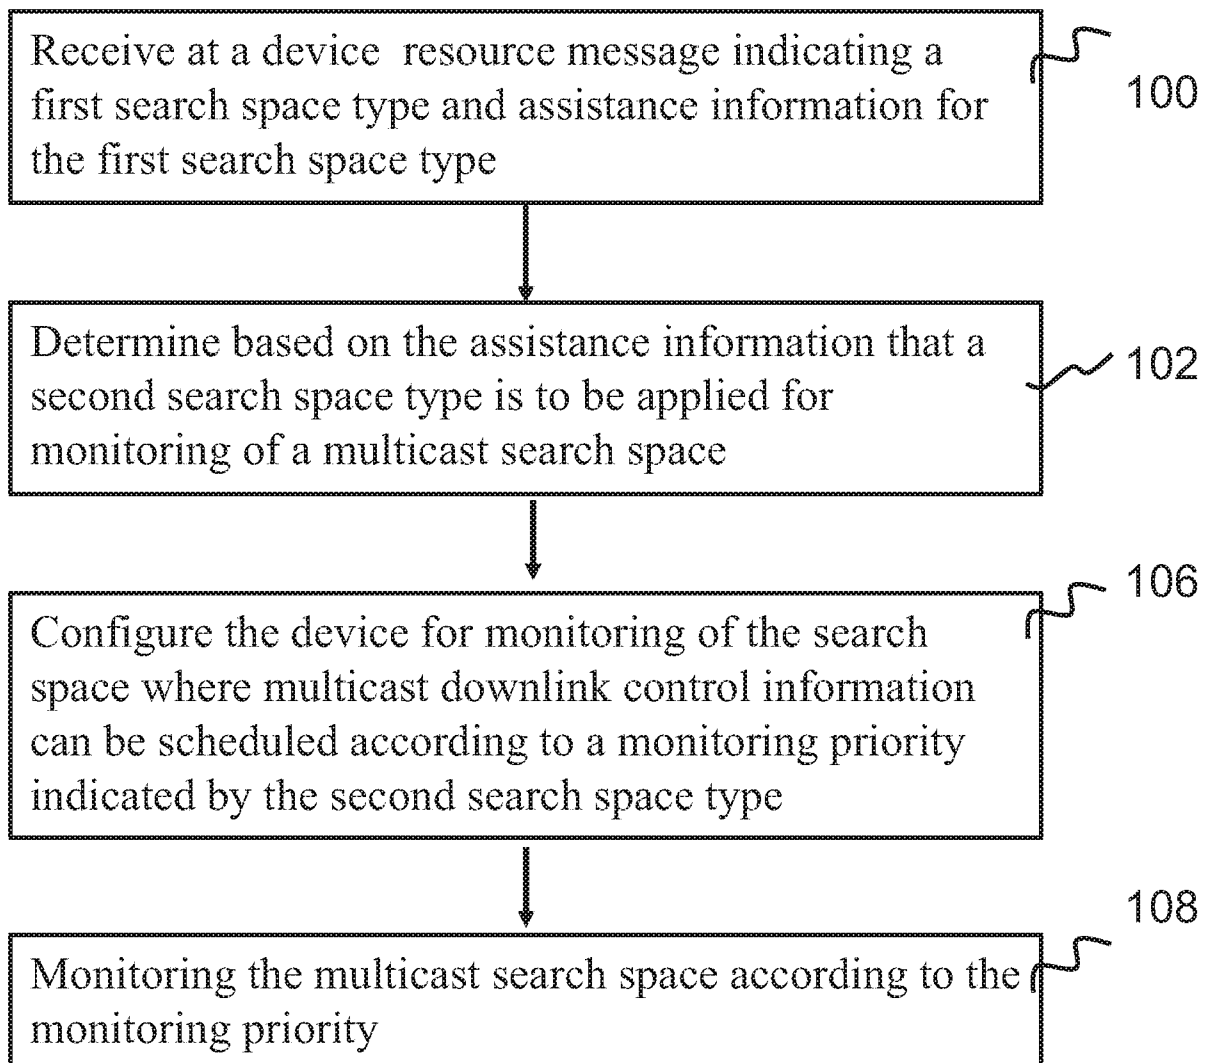 Receive at a device resource message indicating a
first search space type and assistance information for
the first search space type
100
Determine based on the assistance information that a
second search space type is to be applied for
monitoring of a multicast search space
102
Configure the device for monitoring of the search
space where multicast downlink control information
can be scheduled according to a monitoring priority
indicated by the second search space type
106
Monitoring the multicast search space according to the
monitoring priority
108